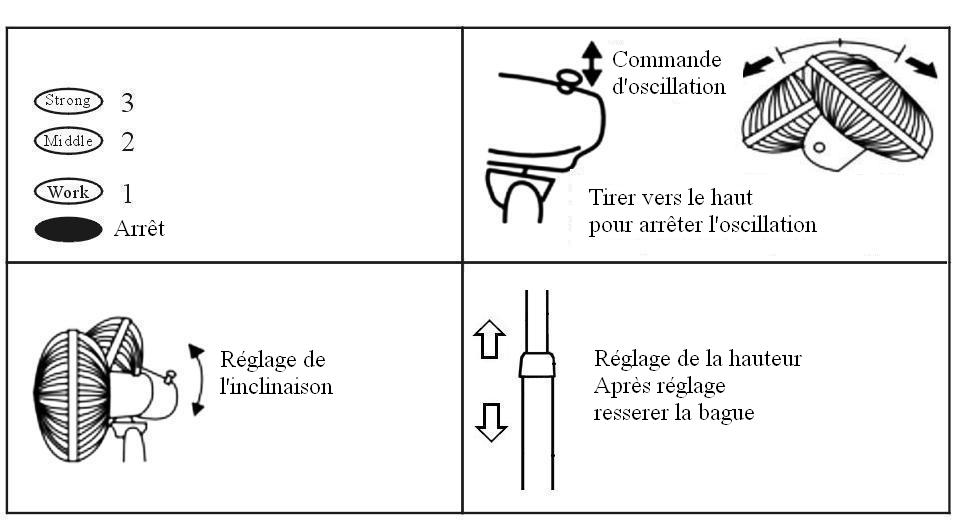 Strong 3
Middle 2
Work 1
Arrêt
Commande
d'oscillation
Tirer vers le haut
pour arrêter l'oscillation
Réglage de
l'inclinaison
Réglage de la hauteur
Après réglage
resserer la bague